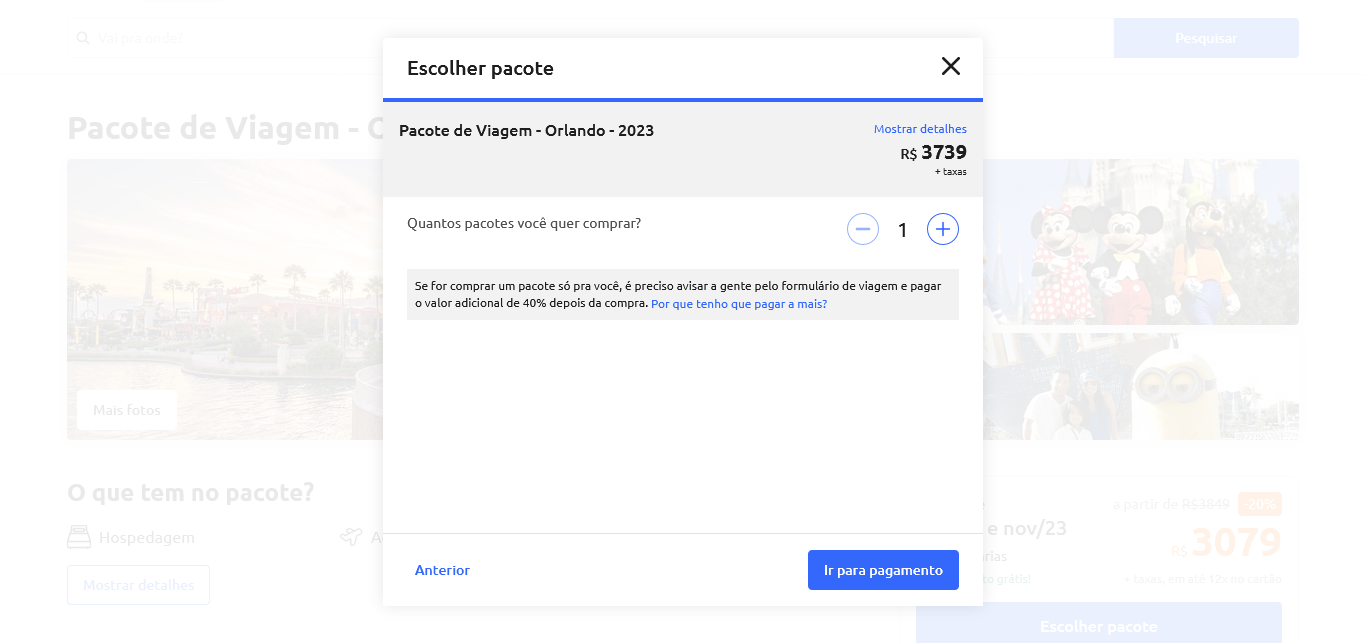 Vai pra onde?
Pesquisar
Escolher pacote
Pacote de Viagem - O
Pacote de Viagem - Orlando - 2023
Mostrar detalhes
R$ 3739
+ taxas
Quantos pacotes você quer comprar?
1
Se for comprar um pacote só pra você, é preciso avisar a gente pelo formulário de viagem e pagar
o valor adicional de 40% depois da compra. Por que tenho que pagar a mais?
Mais fotos
O que tem no pacote?
Hospedagem
A
Mostrar detalhes
Anterior
Ir para pagamento
a partir de R$3849 -20%
e nov/23
R$ 3079
rias
to grátis!
+ taxas, em até 12x no cartão
Escolher pacote